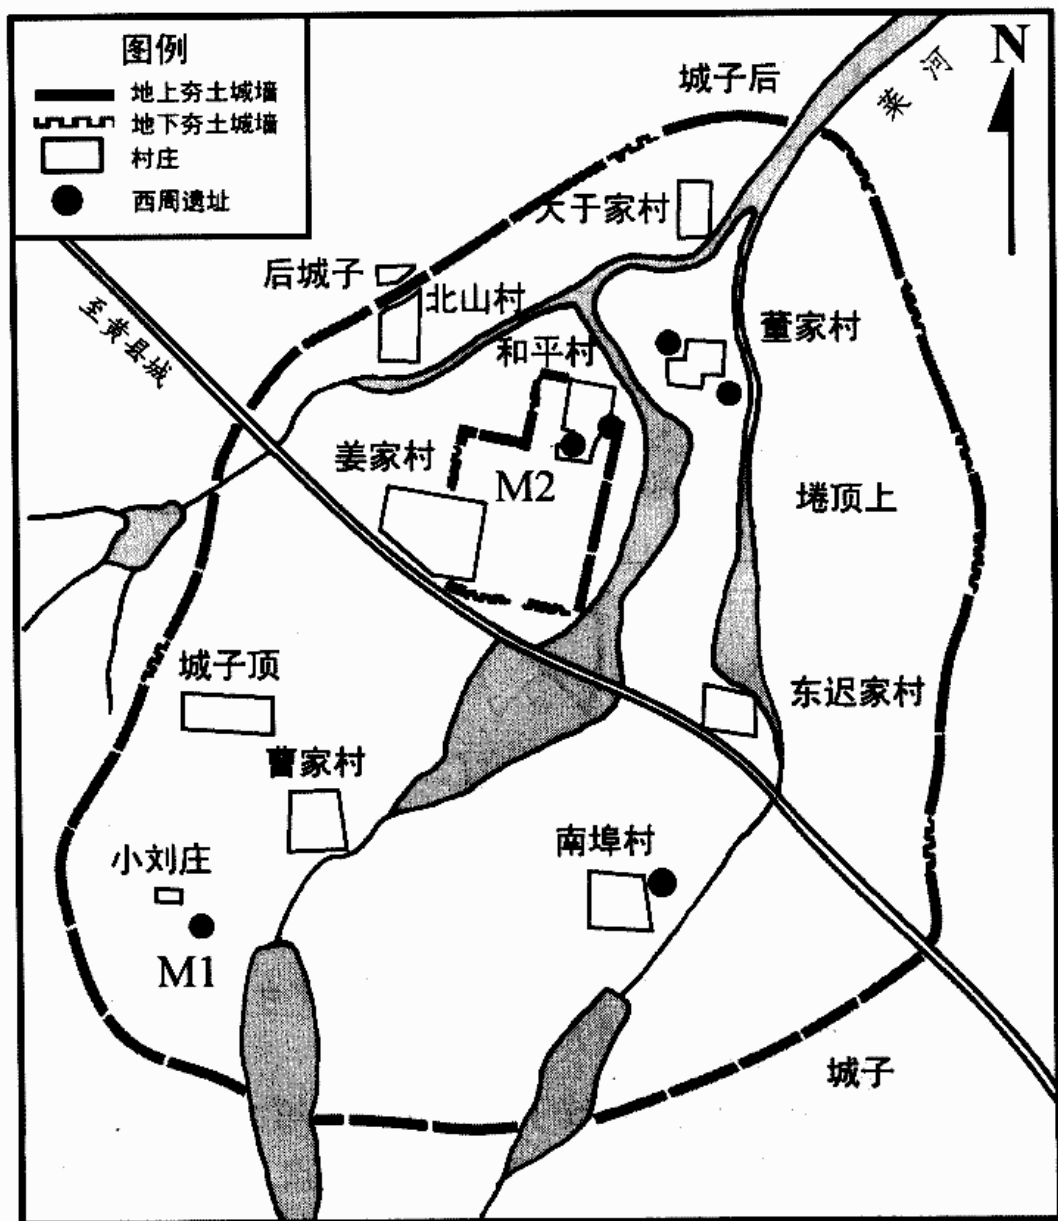 图例
地上夯土城墙
地下夯土城墙
村庄
西周遗址
N
莱河
城子后
大于家村
后城子
北山村
至黄县城
董家村
和平村
姜家村
M2
埢顶上
城子顶
东迟家村
曹家村
南埠村
小刘庄
M1
城子